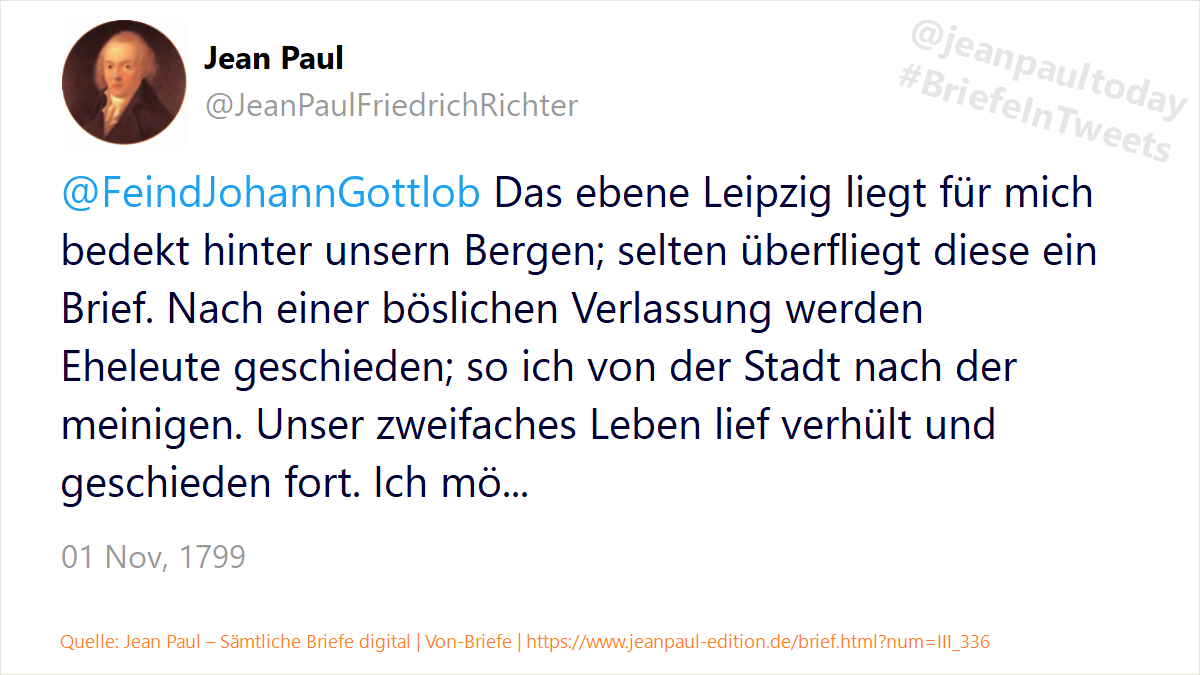 Jean Paul
@JeanPaulFriedrichRichter
@jeanpaultoday
#BriefeInTweets
@FeindJohannGottlob Das ebene Leipzig liegt für mich
bedekt hinter unsern Bergen; selten überfliegt diese ein
Brief. Nach einer böslichen Verlassung werden
Eheleute geschieden; so ich von der Stadt nach der
meinigen. Unser zweifaches Leben lief verhült und
geschieden fort. Ich mö...
01 Nov, 1799
Quelle: Jean Paul – Sämtliche Briefe digital | Von-Briefe | https://www.jeanpaul-edition.de/brief.html?num=III_336